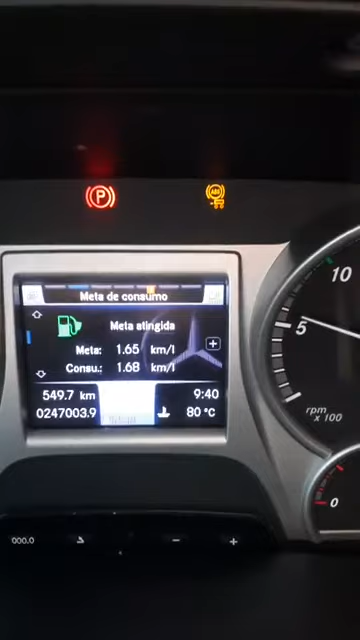 (P)
ABS
Meta de consumo
Meta atingida
Meta: 1.65 km/l
Consu.: 1.68 km/l
549.7 km 9:40
0247003.9 80 °C
10
5
rpm
x 100
0
000.0
- +